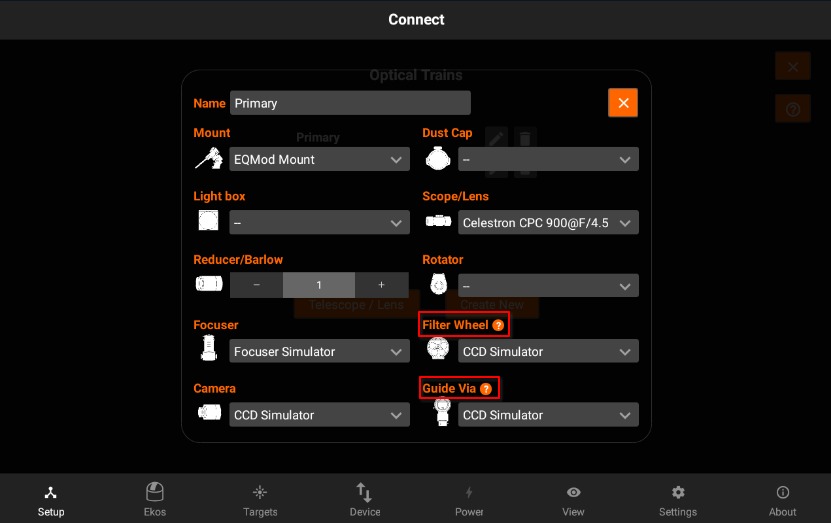 Connect
Optical Trains
Name Primary
Primary
Mount
EQMod Mount
Dust Cap
--
Light box
--
Scope/Lens
Celestron CPC 900@F/4.5
Reducer/Barlow
− 1 +
Rotator
--
Telescope / Lens
Create New
Focuser
Focuser Simulator
Filter Wheel ?
CCD Simulator
Camera
CCD Simulator
Guide Via ?
CCD Simulator
Setup
Ekos
Targets
Device
Power
View
Settings
About